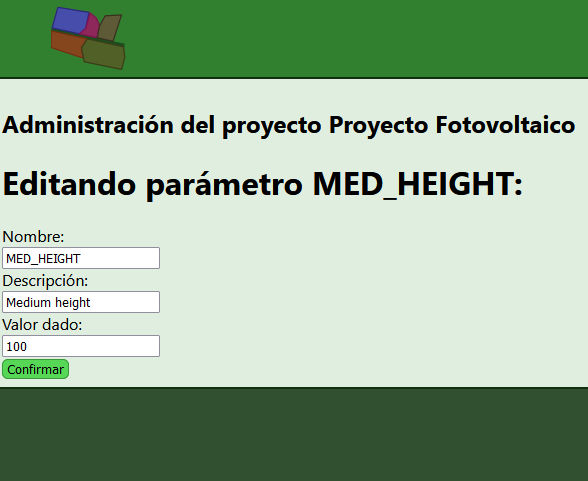 Administración del proyecto Proyecto Fotovoltaico
Editando parámetro MED_HEIGHT:
Nombre:
MED_HEIGHT
Descripción:
Medium height
Valor dado:
100
Confirmar